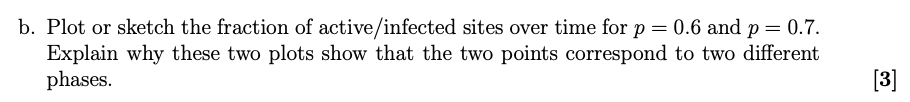 b. Plot or sketch the fraction of active/infected sites over time for p = 0.6 and p = 0.7.
Explain why these two plots show that the two points correspond to two different
phases. [3]